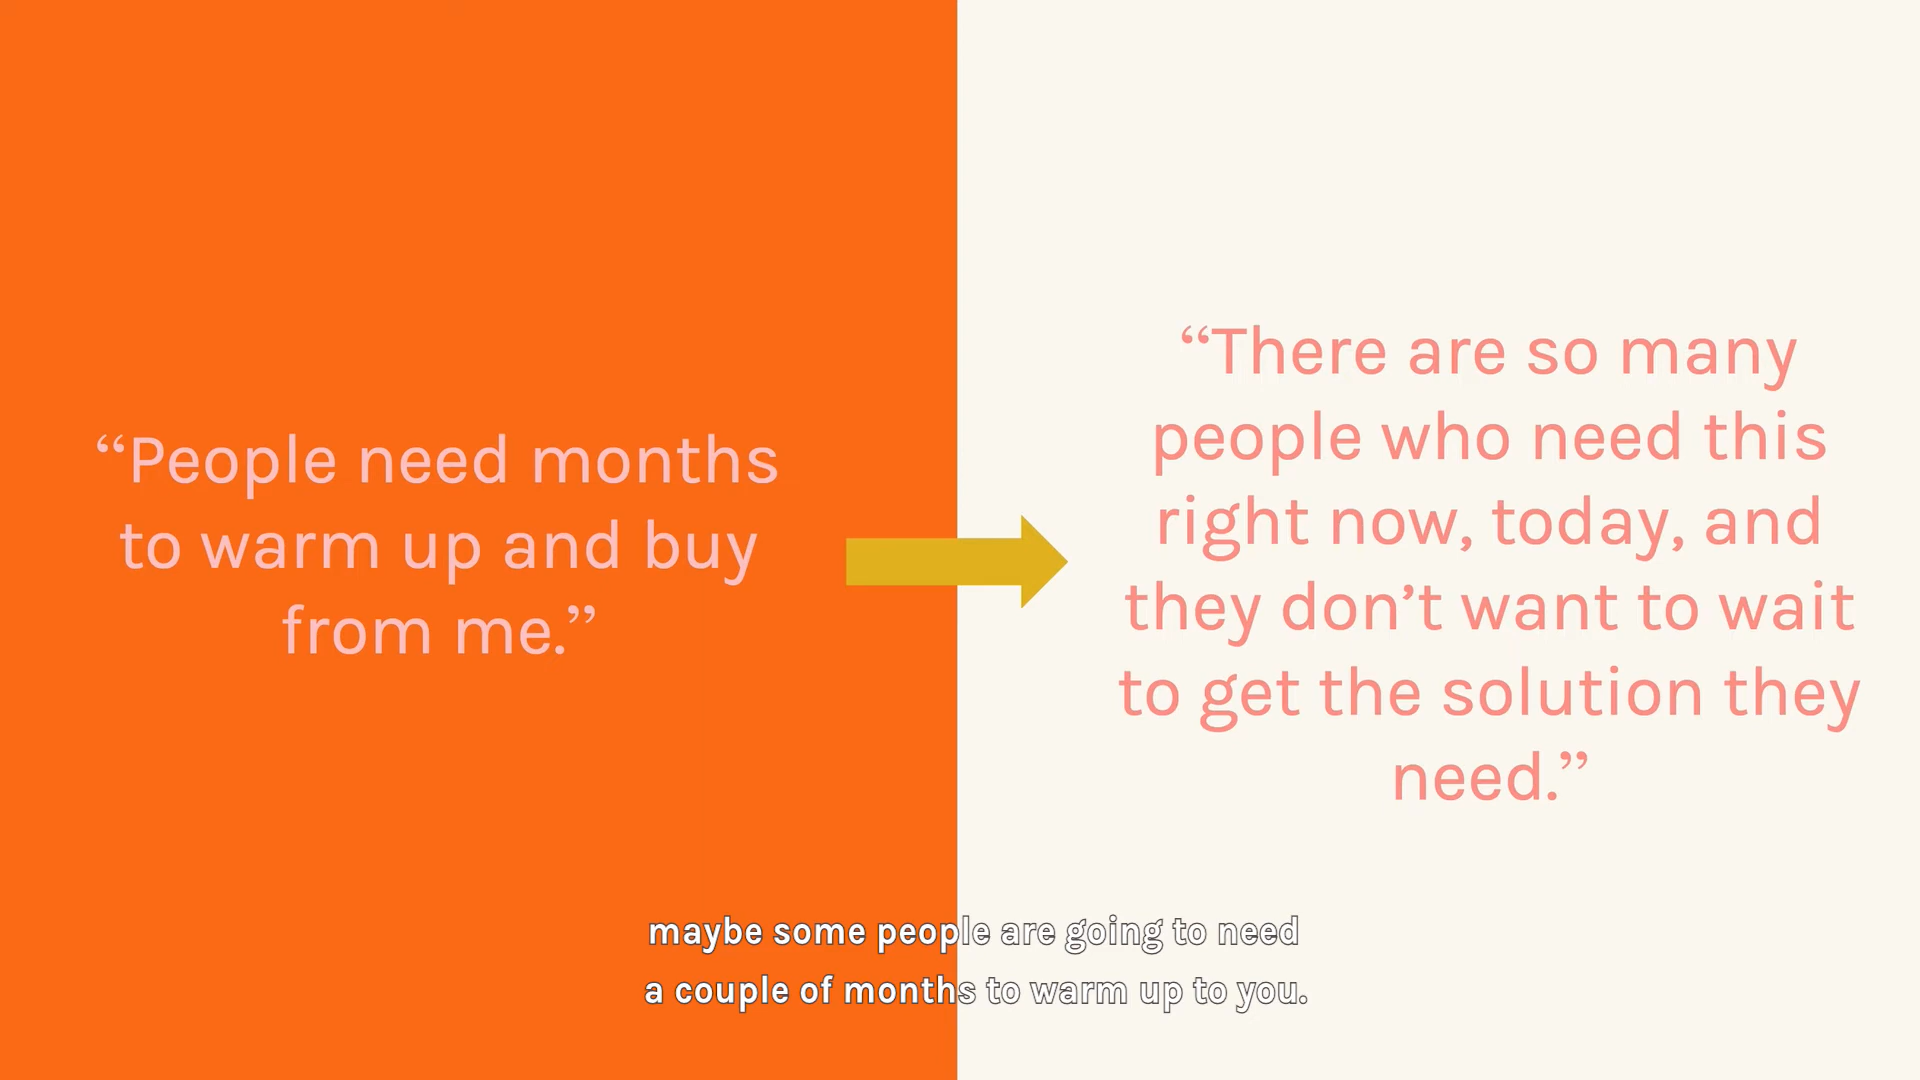 “People need months
to warm up and buy
from me.”
“There are so many
people who need this
right now, today, and
they don’t want to wait
to get the solution they
need.”
maybe some people are going to need
a couple of months to warm up to you.